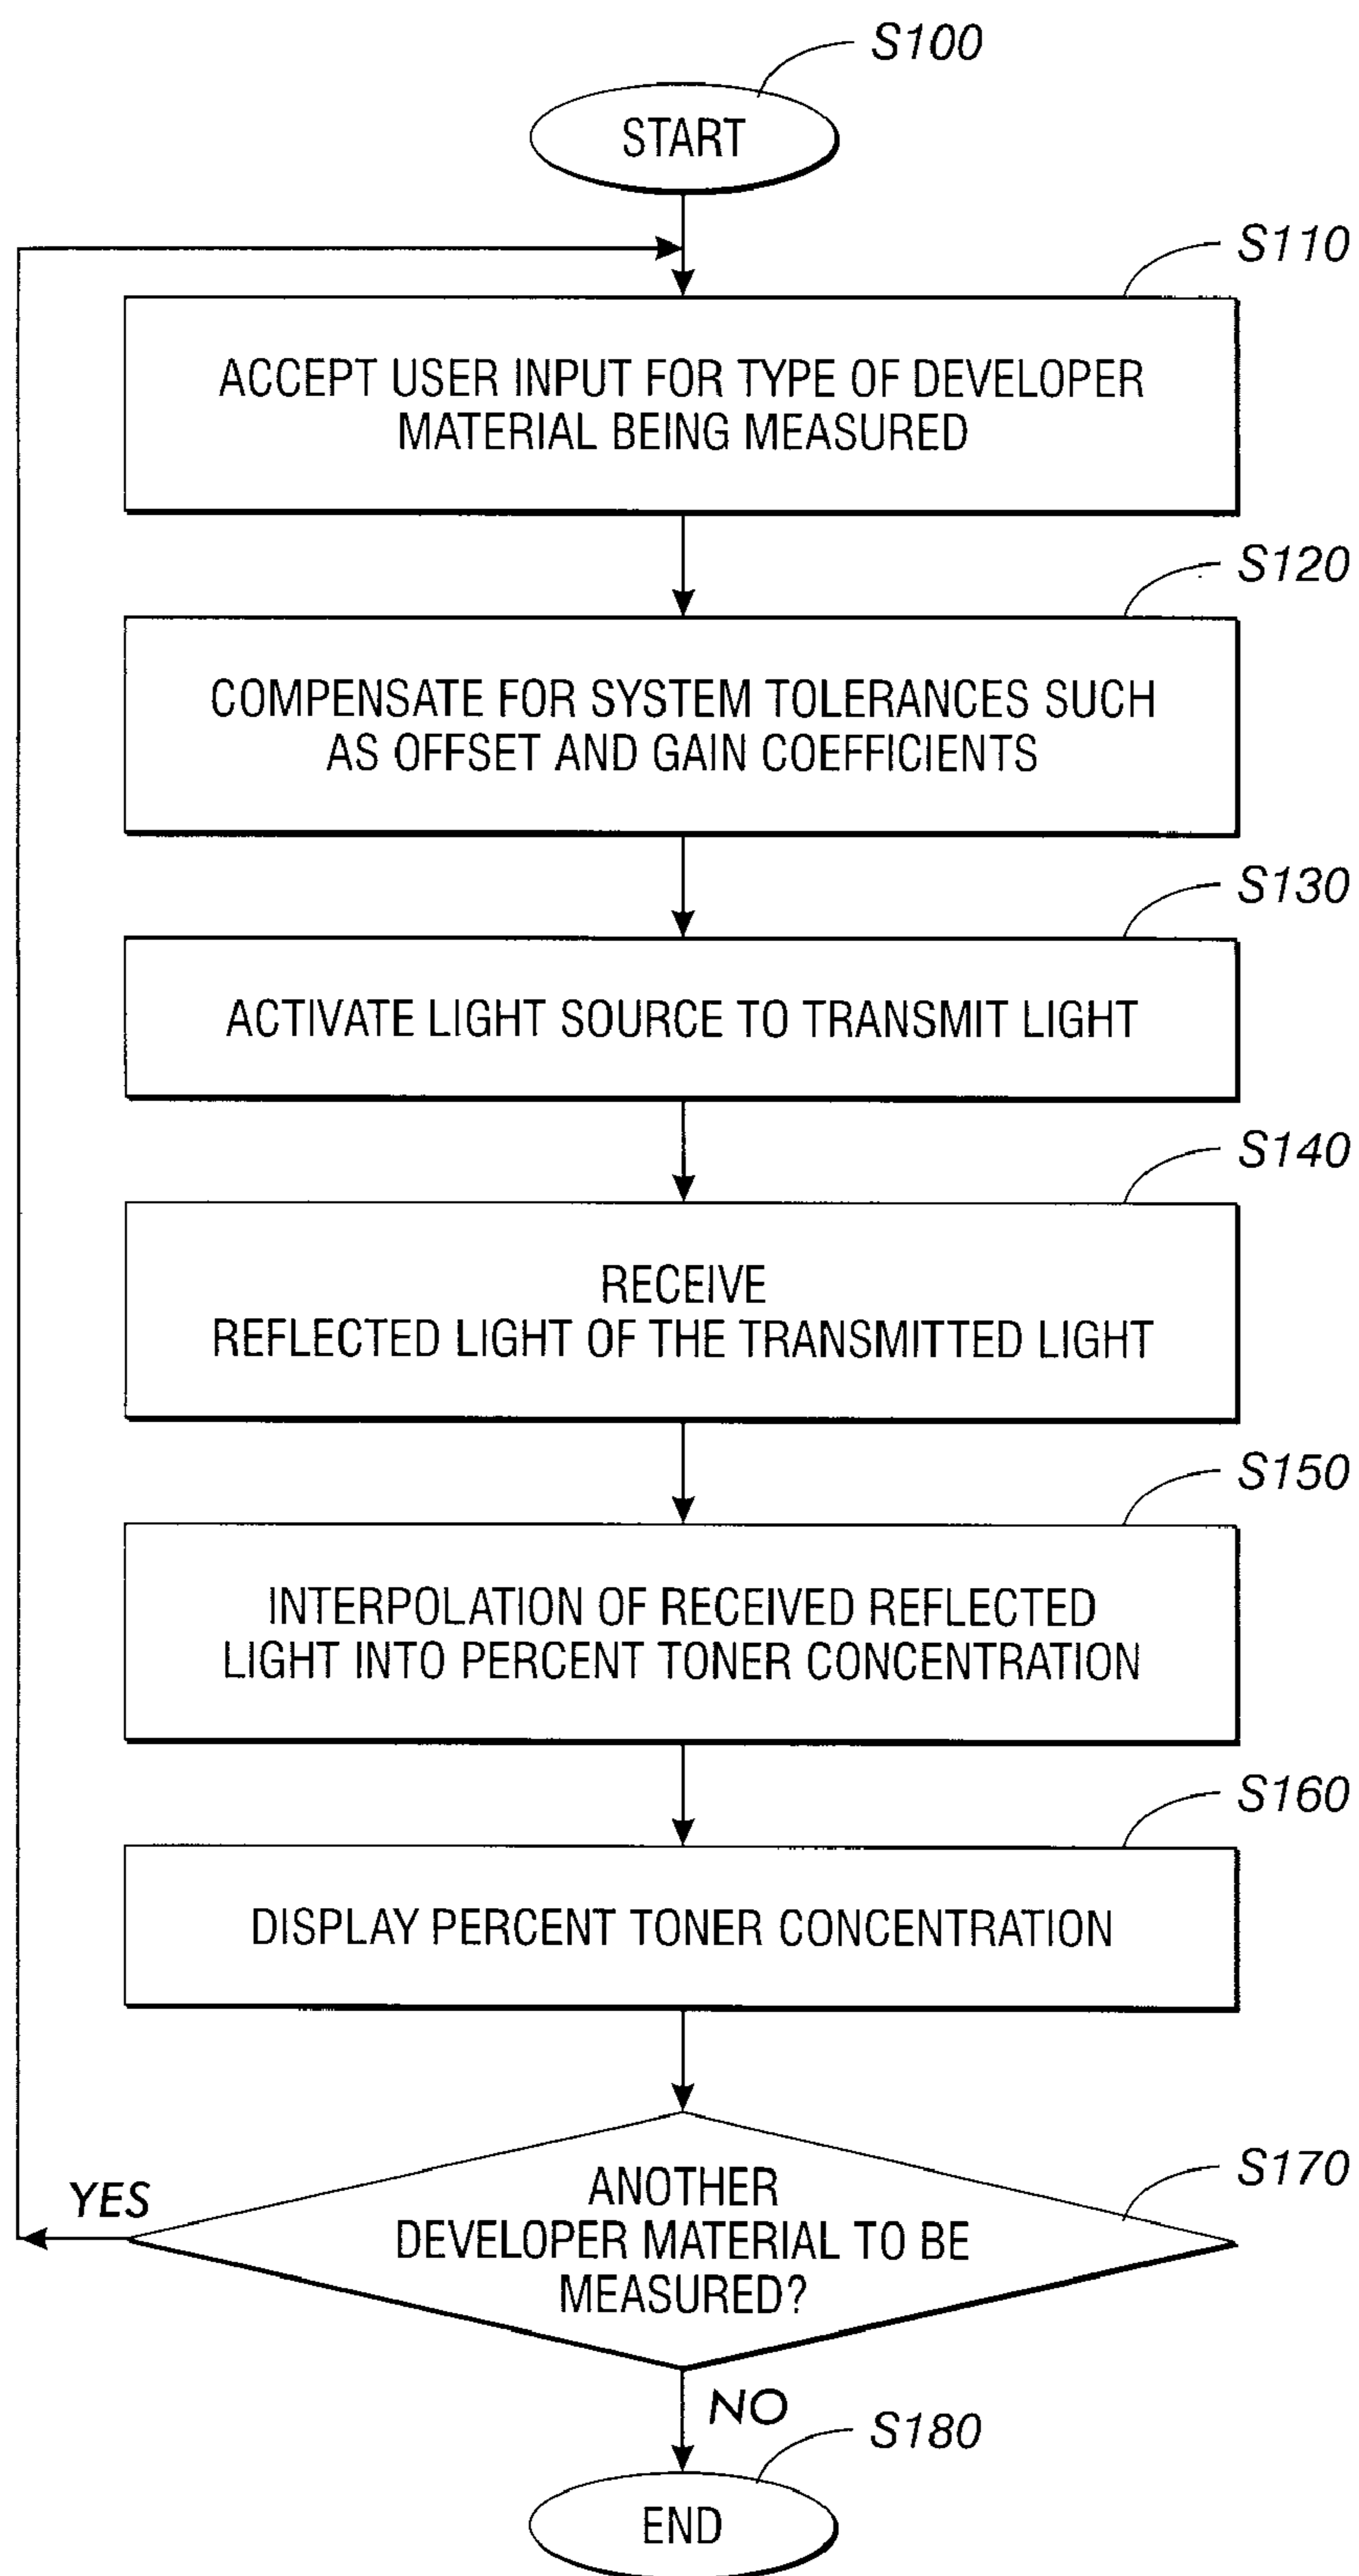 S100
START
S110
ACCEPT USER INPUT FOR TYPE OF DEVELOPER
MATERIAL BEING MEASURED
S120
COMPENSATE FOR SYSTEM TOLERANCES SUCH
AS OFFSET AND GAIN COEFFICIENTS
S130
ACTIVATE LIGHT SOURCE TO TRANSMIT LIGHT
S140
RECEIVE
REFLECTED LIGHT OF THE TRANSMITTED LIGHT
S150
INTERPOLATION OF RECEIVED REFLECTED
LIGHT INTO PERCENT TONER CONCENTRATION
S160
DISPLAY PERCENT TONER CONCENTRATION
S170
YES
ANOTHER
DEVELOPER MATERIAL TO BE
MEASURED?
NO
S180
END